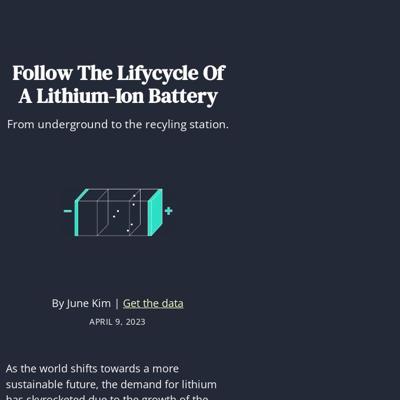 Follow The Lifycycle Of
A Lithium-Ion Battery
From underground to the recyling station.
− +
By June Kim | Get the data
APRIL 9, 2023
As the world shifts towards a more
sustainable future, the demand for lithium
has skyrocketed due to the growth of the